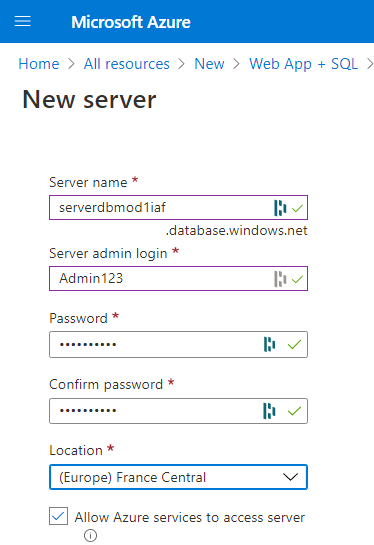 Microsoft Azure
Home > All resources > New > Web App + SQL >
New server
Server name *
serverdbmod1iaf
.database.windows.net
Server admin login *
Admin123
Password *
••••••••••
Confirm password *
••••••••••
Location *
(Europe) France Central
Allow Azure services to access server